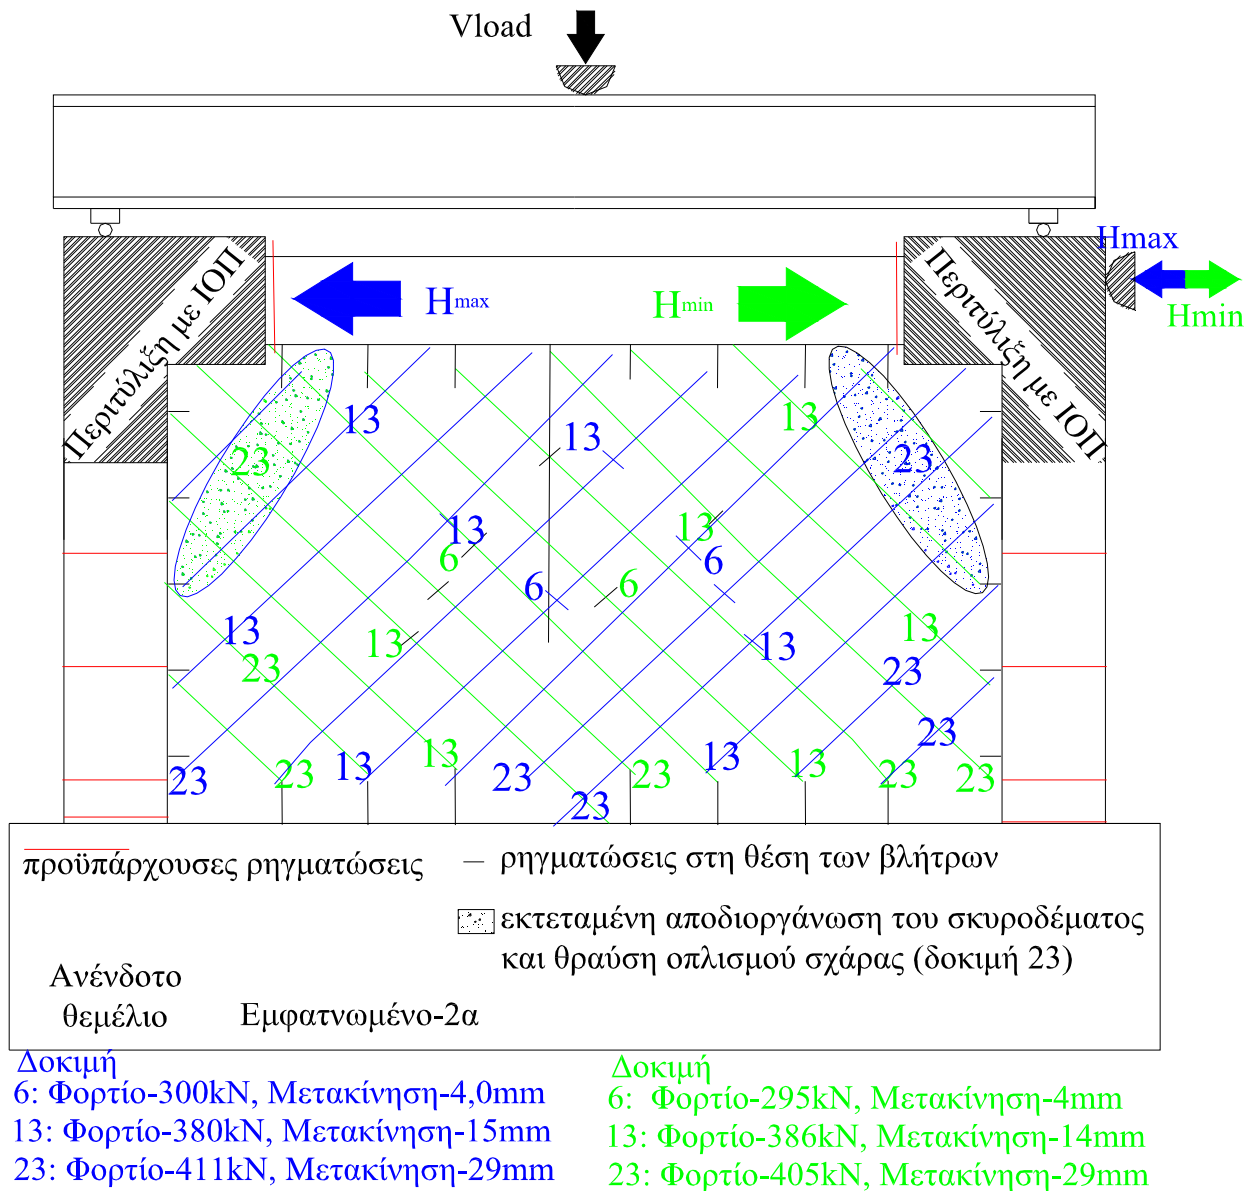 Vload
Περιτύλιξη με ΙΟΠ
Περιτύλιξη με ΙΟΠ
Hmax
Hmin
Hmax
Hmin
13
13
13
23
23
13
13
6
6
6
6
13
13
13
13
23
23
23
23
23
13
13
23
23
23
13
13
23
23
προϋπάρχουσες ρηγματώσεις
ρηγματώσεις στη θέση των βλήτρων
εκτεταμένη αποδιοργάνωση του σκυροδέματος
και θραύση οπλισμού σχάρας (δοκιμή 23)
Ανένδοτο
θεμέλιο
Εμφατνωμένο-2α
Δοκιμή
6: Φορτίο-300kN, Μετακίνηση-4,0mm
13: Φορτίο-380kN, Μετακίνηση-15mm
23: Φορτίο-411kN, Μετακίνηση-29mm
Δοκιμή
6: Φορτίο-295kN, Μετακίνηση-4mm
13: Φορτίο-386kN, Μετακίνηση-14mm
23: Φορτίο-405kN, Μετακίνηση-29mm